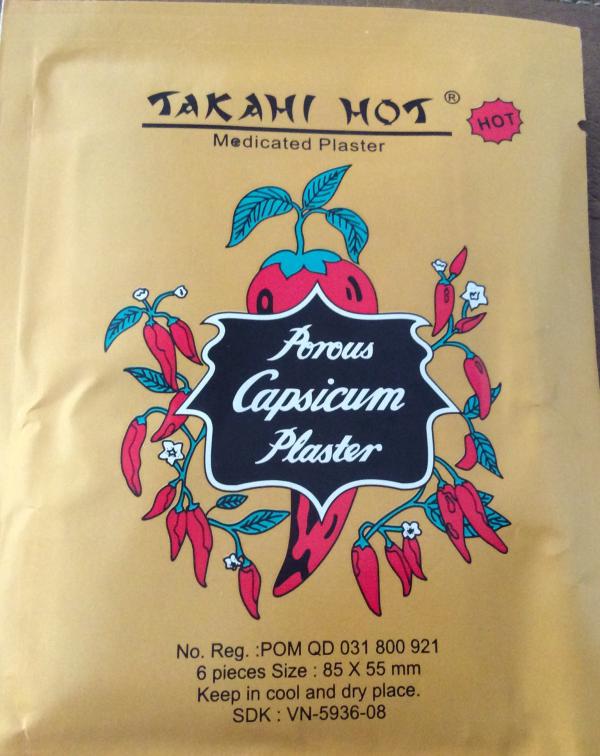 TAKAHI HOT ®
HOT
Medicated Plaster
Porous
Capsicum
Plaster
No. Reg. :POM QD 031 800 921
6 pieces Size : 85 X 55 mm
Keep in cool and dry place.
SDK : VN-5936-08